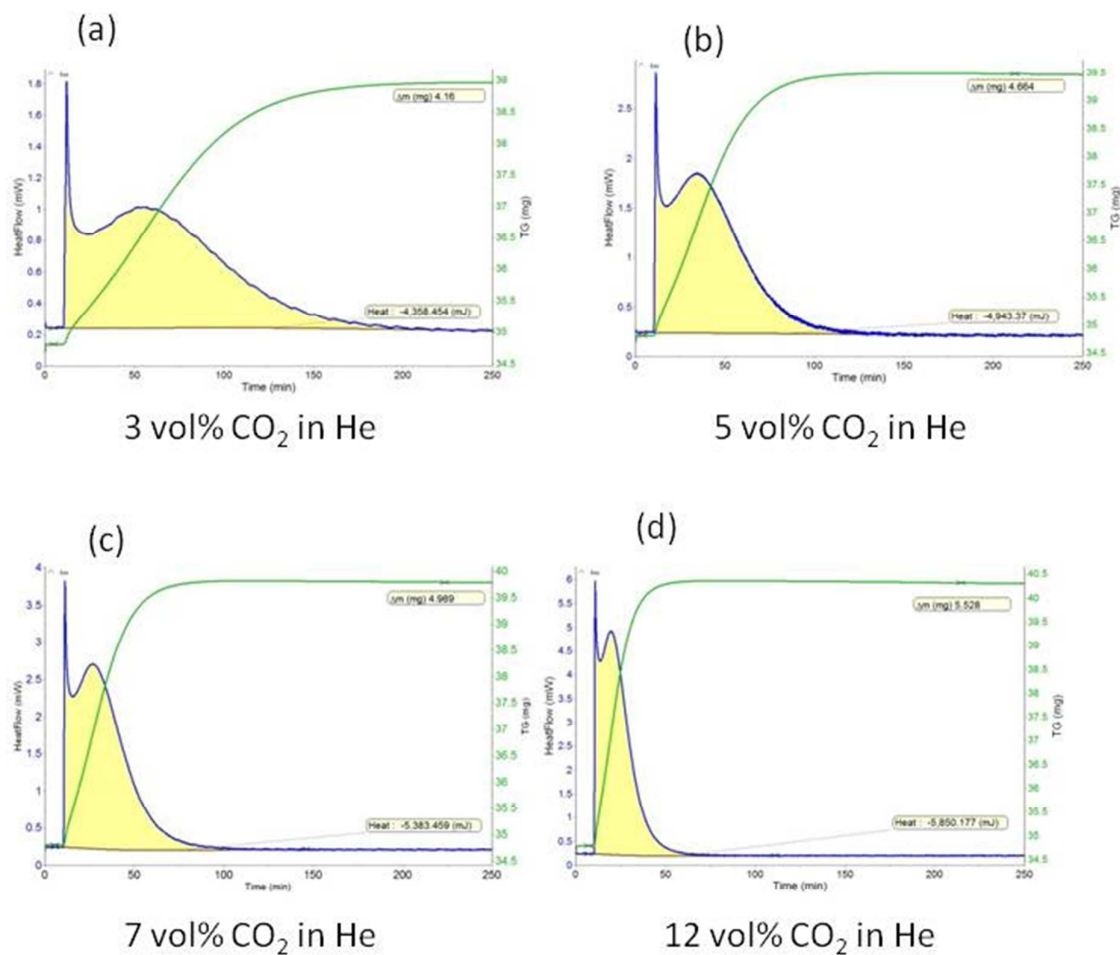 (a)
1.8
1.6
1.4
1.2
1
0.8
0.6
0.4
0.2
0
HeatFlow (mW)
Δm (mg) 4.16
Heat : -4,358.454 (mJ)
39
38.5
38
37.5
37
36.5
36
35.5
35
34.5
TG (mg)
0 50 100 150 200 250
Time (min)
3 vol% CO₂ in He
(b)
2.5
2
1.5
1
0.5
0
HeatFlow (mW)
Δm (mg) 4.664
Heat : -4,943.37 (mJ)
39.5
39
38.5
38
37.5
37
36.5
36
35.5
35
34.5
TG (mg)
0 50 100 150 200 250
Time (min)
5 vol% CO₂ in He
(c)
4
3.5
3
2.5
2
1.5
1
0.5
0
HeatFlow (mW)
Δm (mg) 4.989
Heat : -5,383.459 (mJ)
40
39.5
39
38.5
38
37.5
37
36.5
36
35.5
35
34.5
TG (mg)
0 50 100 150 200 250
Time (min)
7 vol% CO₂ in He
(d)
6
5.5
5
4.5
4
3.5
3
2.5
2
1.5
1
0.5
0
HeatFlow (mW)
Δm (mg) 5.528
Heat : -5,850.177 (mJ)
40.5
40
39.5
39
38.5
38
37.5
37
36.5
36
35.5
35
34.5
TG (mg)
0 50 100 150 200 250
Time (min)
12 vol% CO₂ in He